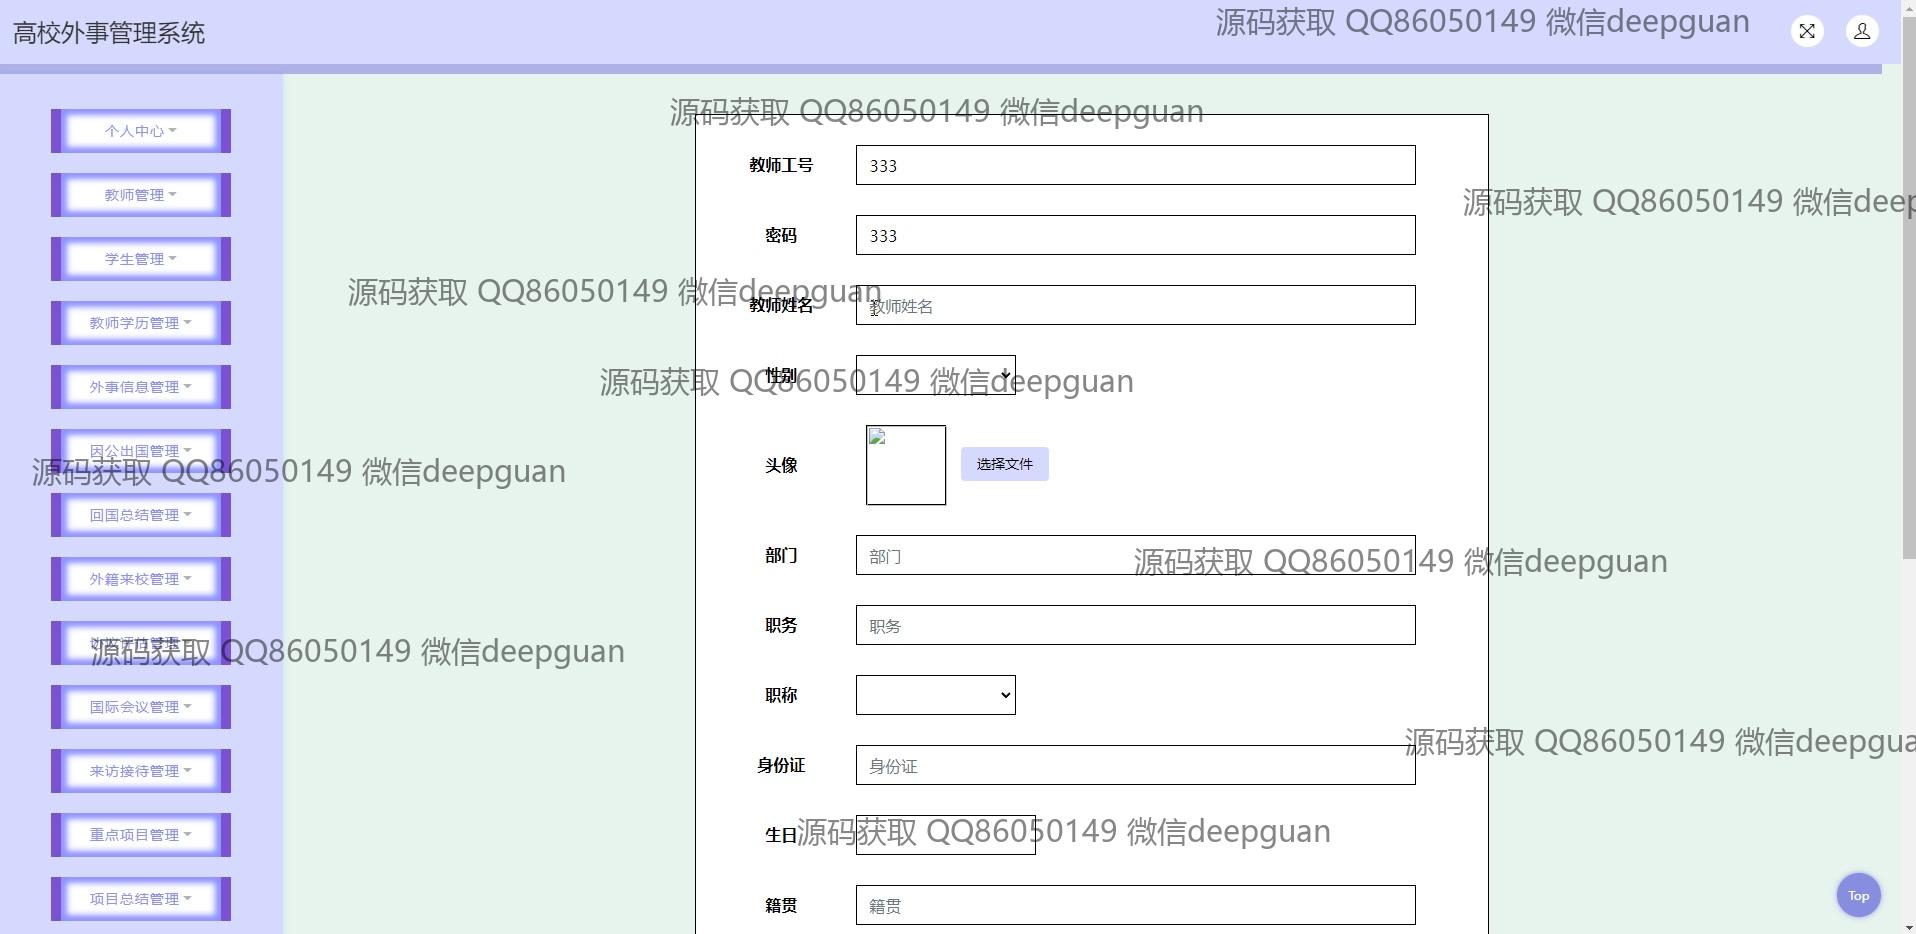 高校外事管理系统
源码获取 QQ86050149 微信deepguan
个人中心
教师管理
学生管理
教师学历管理
外事信息管理
因公出国管理
回国总结管理
外籍来校管理
协议评估管理
国际会议管理
来访接待管理
重点项目管理
项目总结管理
源码获取 QQ86050149 微信deepguan
教师工号 333
源码获取 QQ86050149 微信deep
密码 333
源码获取 QQ86050149 微信deepguan
教师姓名 教师姓名
性别
源码获取 QQ86050149 微信deepguan
头像 选择文件
源码获取 QQ86050149 微信deepguan
部门 部门
源码获取 QQ86050149 微信deepguan
职务 职务
源码获取 QQ86050149 微信deepguan
职称
源码获取 QQ86050149 微信deepgua
身份证 身份证
生日
源码获取 QQ86050149 微信deepguan
籍贯 籍贯
Top